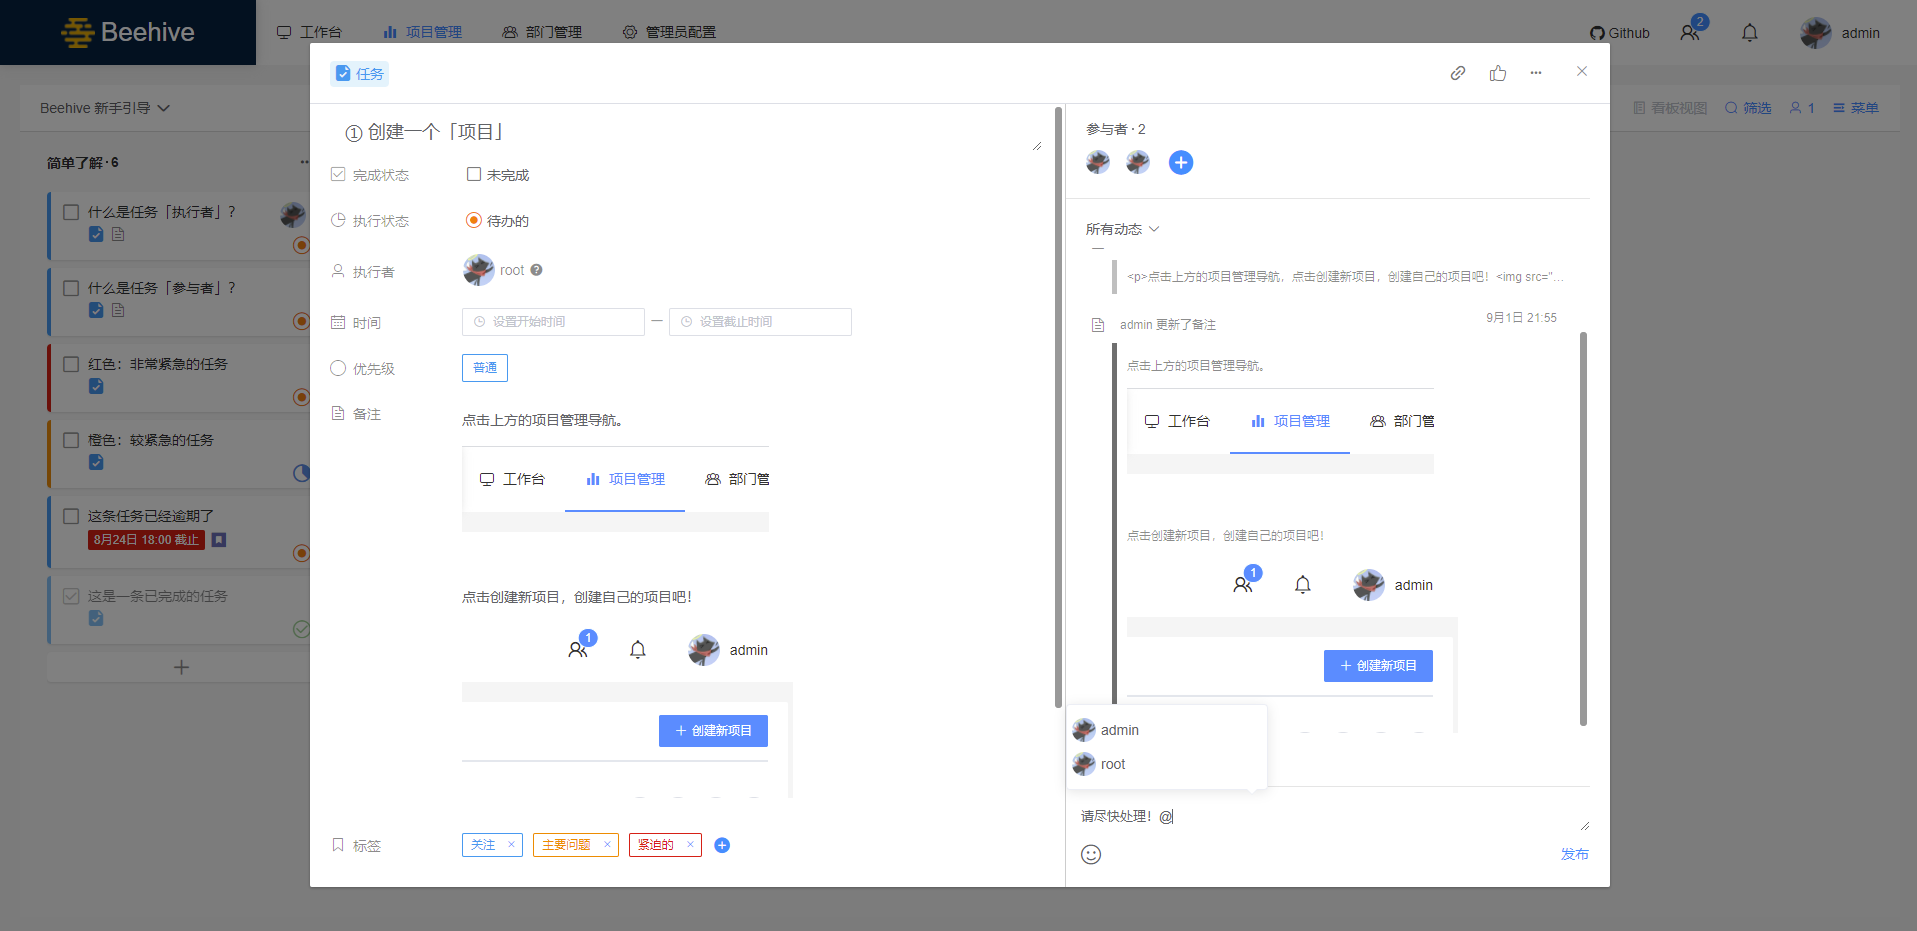 Beehive
工作台
项目管理
部门管理
管理员配置
Github
2
admin
Beehive 新手引导
看板视图
筛选
1
菜单
简单了解·6
什么是任务「执行者」？
什么是任务「参与者」？
红色：非常紧急的任务
橙色：较紧急的任务
这条任务已经逾期了
8月24日 18:00 截止
这是一条已完成的任务
任务
① 创建一个「项目」
完成状态
未完成
执行状态
待办的
执行者
root
时间
设置开始时间
—
设置截止时间
优先级
普通
备注
点击上方的项目管理导航。
工作台
项目管理
部门管
点击创建新项目，创建自己的项目吧！
1
admin
+ 创建新项目
标签
关注 ×
主要问题 ×
紧迫的 ×
参与者 · 2
所有动态
<p>点击上方的项目管理导航，点击创建新项目，创建自己的项目吧！<img src="...
admin 更新了备注
9月1日 21:55
点击上方的项目管理导航。
工作台
项目管理
部门管
点击创建新项目，创建自己的项目吧！
1
admin
+ 创建新项目
admin
root
请尽快处理！@
发布